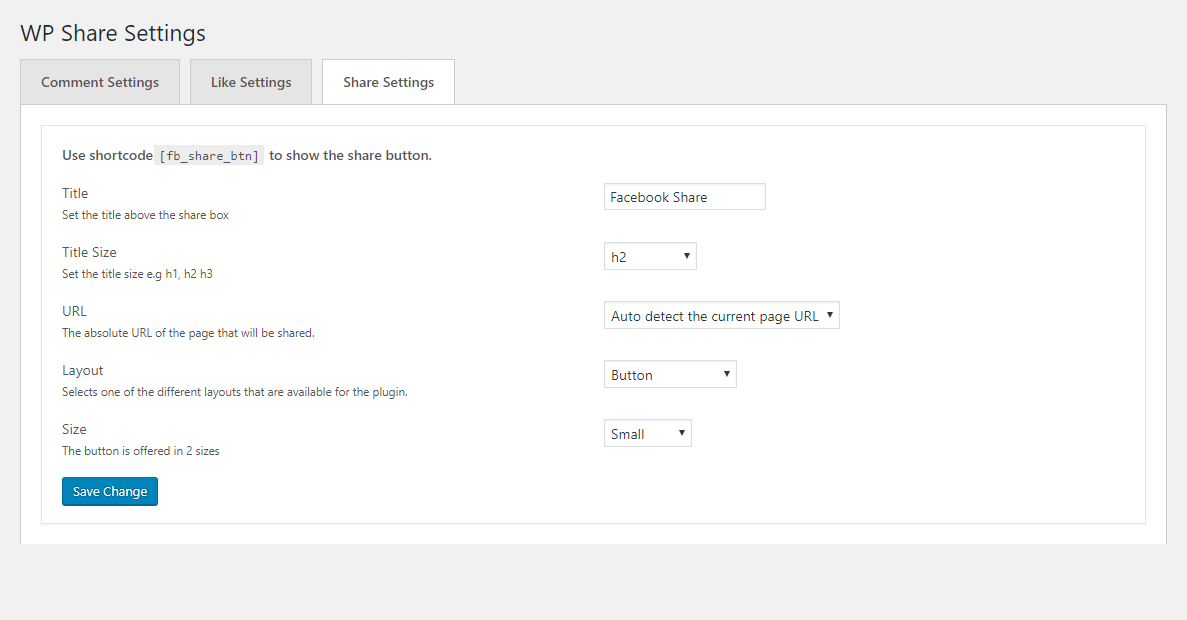 WP Share Settings
Comment Settings Like Settings Share Settings
Use shortcode [fb_share_btn] to show the share button.
Title
Facebook Share
Set the title above the share box
Title Size
h2
Set the title size e.g h1, h2 h3
URL
Auto detect the current page URL
The absolute URL of the page that will be shared.
Layout
Button
Selects one of the different layouts that are available for the plugin.
Size
Small
The button is offered in 2 sizes
Save Change